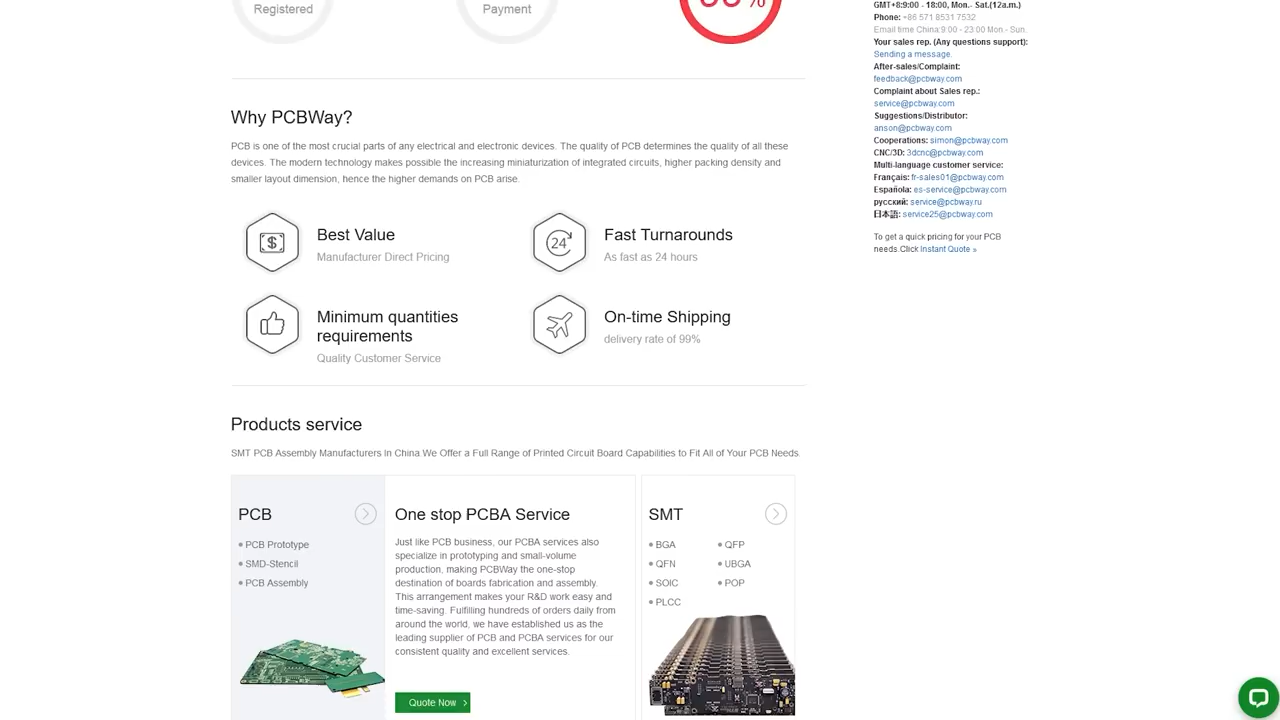 Registered
Payment
%
Why PCBWay?
PCB is one of the most crucial parts of any electrical and electronic devices. The quality of PCB determines the quality of all these
devices. The modern technology makes possible the increasing miniaturization of integrated circuits, higher packing density and
smaller layout dimension, hence the higher demands on PCB arise.
Best Value
Manufacturer Direct Pricing
24
Fast Turnarounds
As fast as 24 hours
Minimum quantities
requirements
Quality Customer Service
On-time Shipping
delivery rate of 99%
Products service
SMT PCB Assembly Manufacturers In China We Offer a Full Range of Printed Circuit Board Capabilities to Fit All of Your PCB Needs.
PCB
PCB Prototype
SMD-Stencil
PCB Assembly
One stop PCBA Service
Just like PCB business, our PCBA services also
specialize in prototyping and small-volume
production, making PCBWay the one-stop
destination of boards fabrication and assembly.
This arrangement makes your R&D work easy and
time-saving. Fulfilling hundreds of orders daily from
around the world, we have established us as the
leading supplier of PCB and PCBA services for our
consistent quality and excellent services.
Quote Now
SMT
BGA QFP
QFN UBGA
SOIC POP
PLCC
GMT+8:9:00 - 18:00, Mon.- Sat.(12a.m.)
Phone: +86 571 8531 7532
Email time China:9:00 - 23:00 Mon.- Sun.
Your sales rep. (Any questions support):
Sending a message.
After-sales/Complaint:
feedback@pcbway.com
Complaint about Sales rep.:
service@pcbway.com
Suggestions/Distributor:
anson@pcbway.com
Cooperations: simon@pcbway.com
CNC/3D: 3dcnc@pcbway.com
Multi-language customer service:
Français: fr-sales01@pcbway.com
Española: es-service@pcbway.com
русский: service@pcbway.ru
日本語: service25@pcbway.com
To get a quick pricing for your PCB
needs.Click Instant Quote »